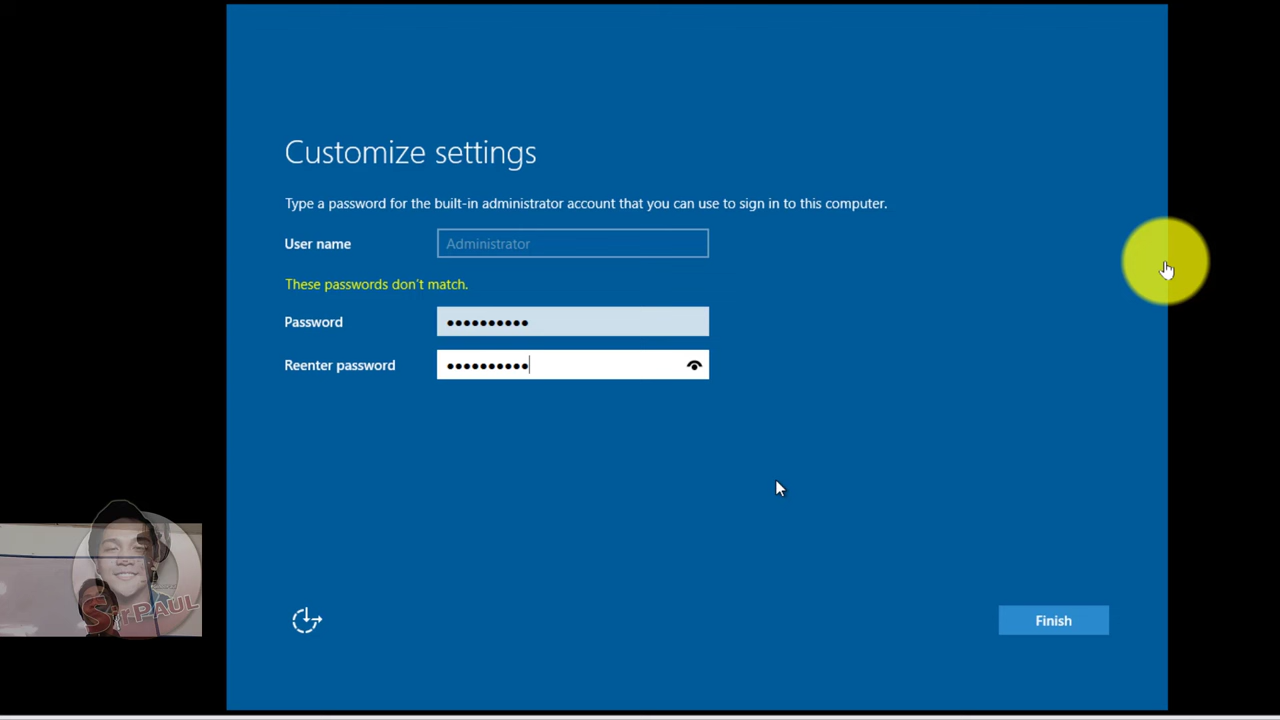 Customize settings
Type a password for the built-in administrator account that you can use to sign in to this computer.
User name
Administrator
These passwords don't match.
Password
••••••••••
Reenter password
••••••••••
SirPAUL
Finish